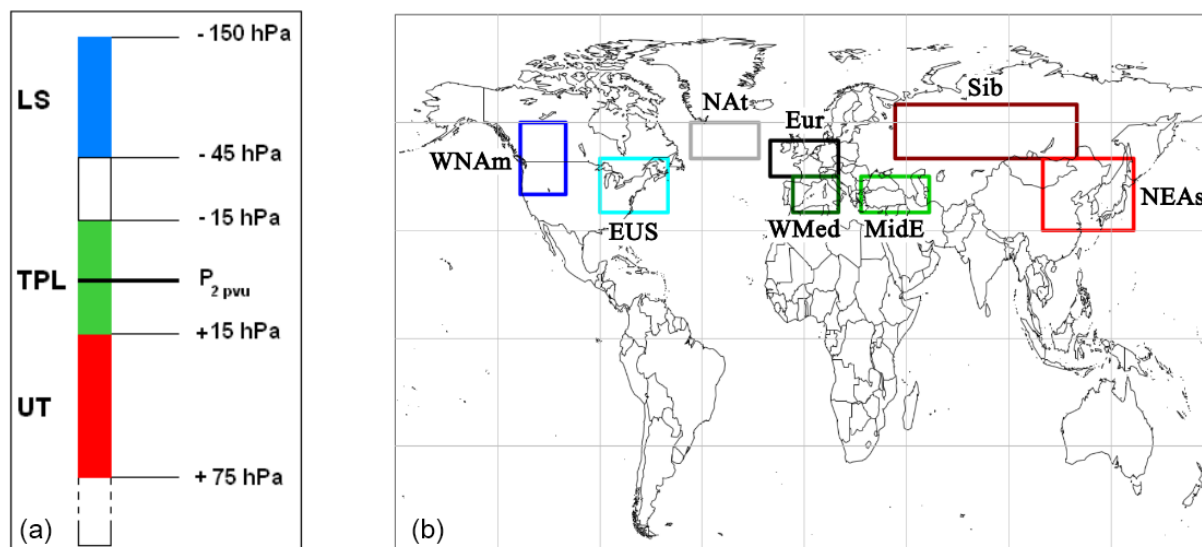 - 150 hPa
LS
- 45 hPa
- 15 hPa
TPL
P2 pvu
+15 hPa
UT
+ 75 hPa
(a)
Sib
NAt
Eur
WNAm
NEAs
EUS
WMed
MidE
(b)